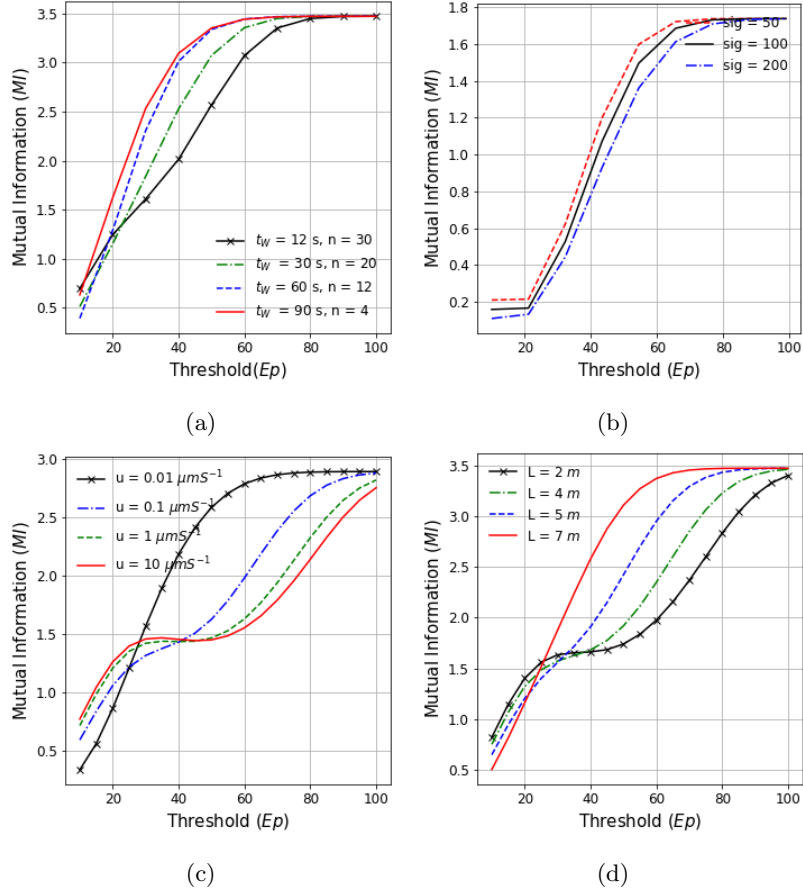 3.5
3.0
2.5
2.0
1.5
1.0
0.5
Mutual Information (MI)
t_W = 12 s, n = 30
t_W = 30 s, n = 20
t_W = 60 s, n = 12
t_W = 90 s, n = 4
20 40 60 80 100
Threshold(Ep)
(a)
1.8
1.6
1.4
1.2
1.0
0.8
0.6
0.4
0.2
Mutual Information (MI)
sig = 50
sig = 100
sig = 200
20 40 60 80 100
Threshold (Ep)
(b)
3.0
2.5
2.0
1.5
1.0
0.5
Mutual Information (MI)
u = 0.01 μmS⁻¹
u = 0.1 μmS⁻¹
u = 1 μmS⁻¹
u = 10 μmS⁻¹
20 40 60 80 100
Threshold (Ep)
(c)
3.5
3.0
2.5
2.0
1.5
1.0
0.5
Mutual Information (MI)
L = 2 m
L = 4 m
L = 5 m
L = 7 m
20 40 60 80 100
Threshold (Ep)
(d)